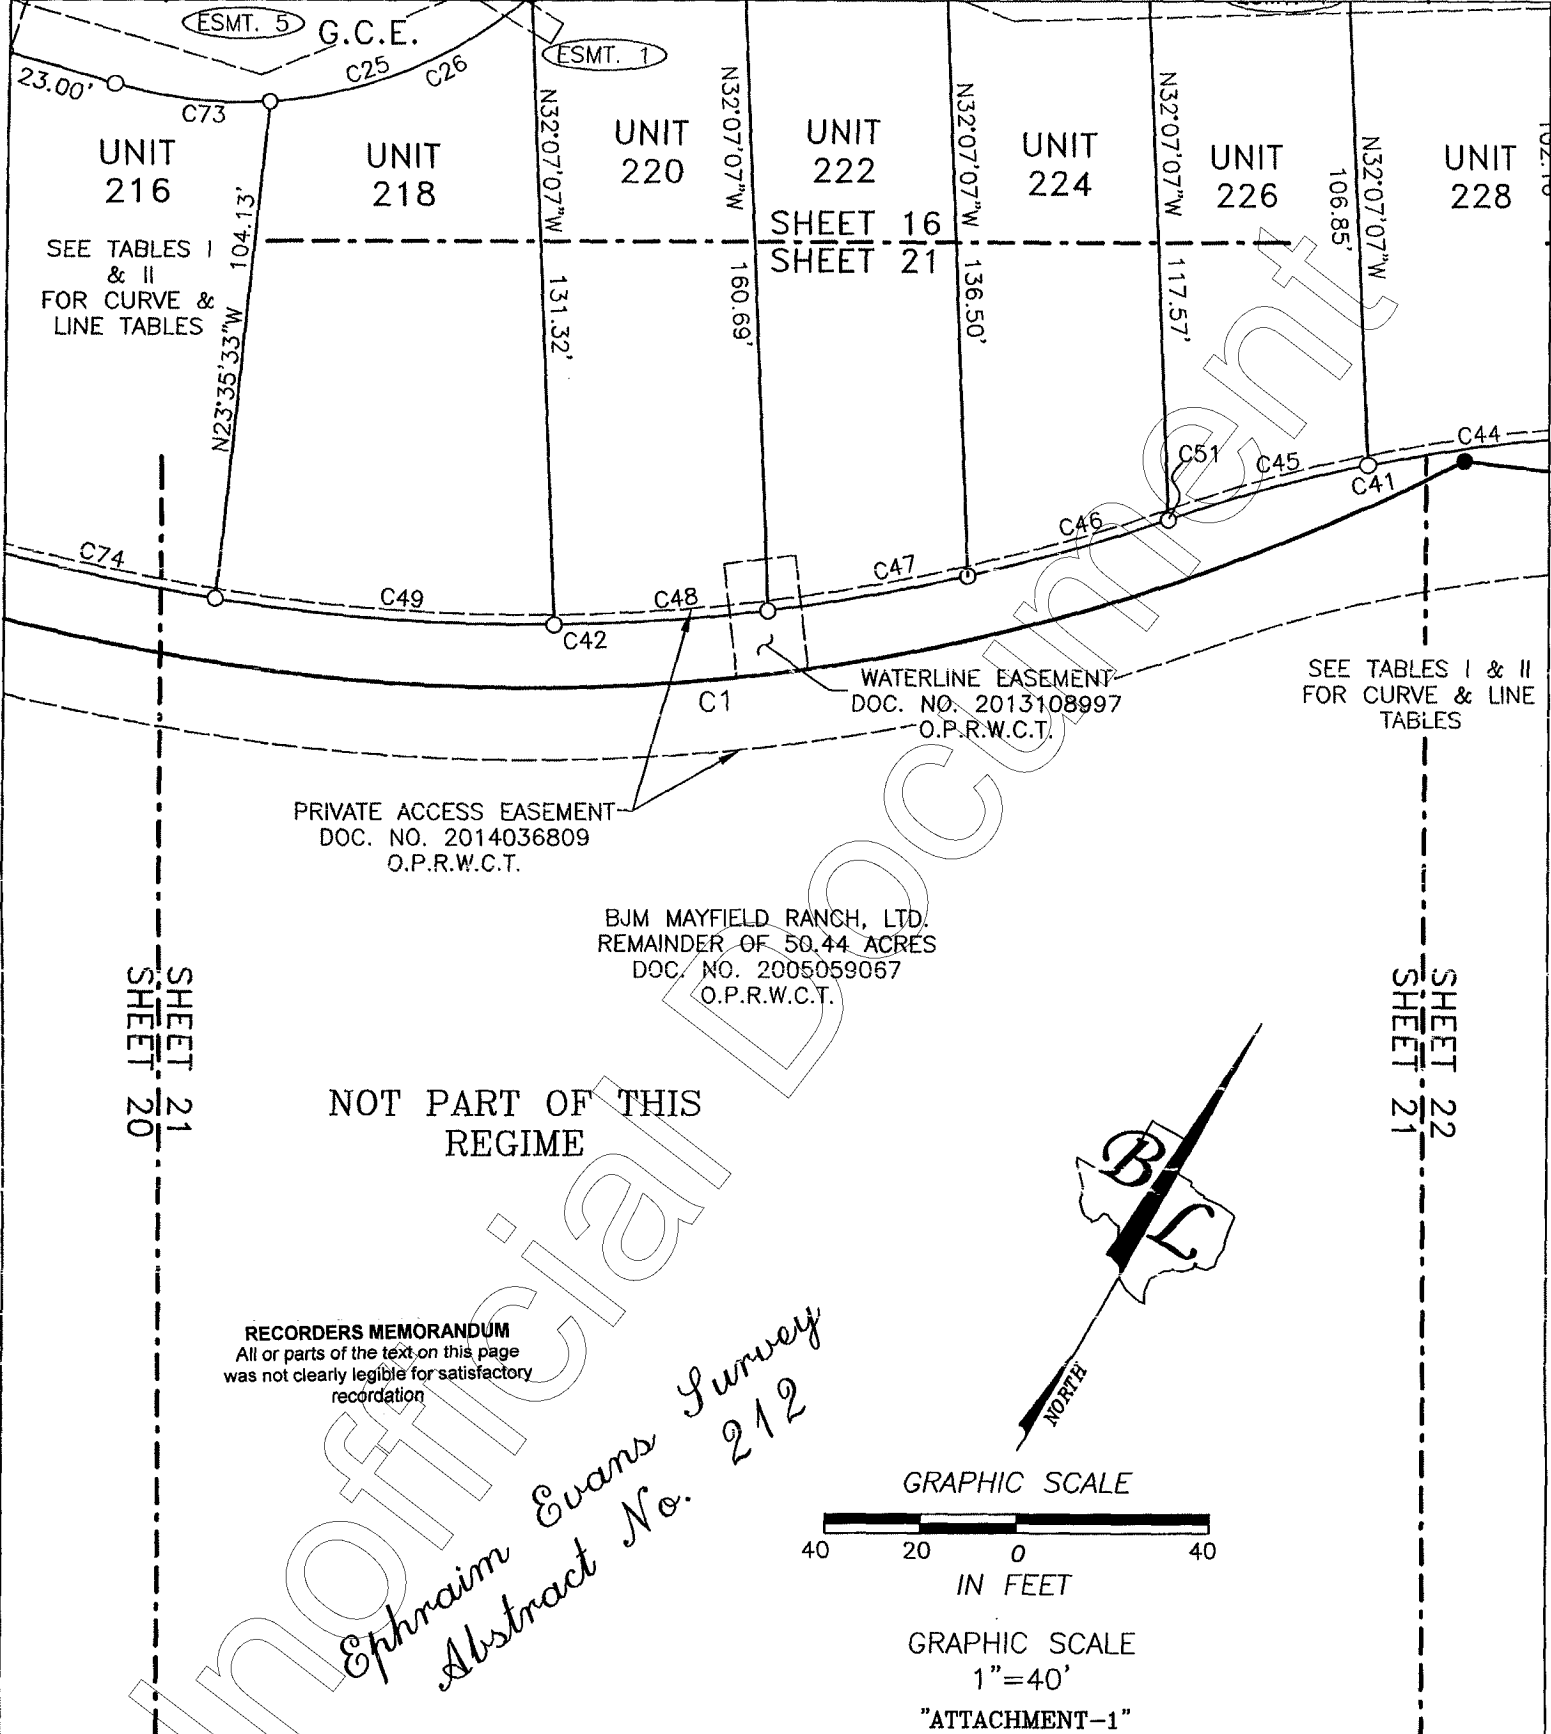 ESMT. 5
G.C.E.
ESMT. 1
23.00'
C73
C25
C26
UNIT
216
UNIT
218
UNIT
220
UNIT
222
UNIT
224
UNIT
226
UNIT
228
SEE TABLES I
& II
FOR CURVE &
LINE TABLES
N23°35'33"W 104.13'
N32°07'07"W 131.32'
N32°07'07"W 160.69'
N32°07'07"W 136.50'
N32°07'07"W 117.57'
N32°07'07"W
106.85'
SHEET 16
SHEET 21
C74
C49
C42
C48
C47
C46
C51
C45
C41
C44
C1
WATERLINE EASEMENT
DOC. NO. 2013108997
O.P.R.W.C.T.
SEE TABLES I & II
FOR CURVE & LINE
TABLES
PRIVATE ACCESS EASEMENT
DOC. NO. 2014036809
O.P.R.W.C.T.
BJM MAYFIELD RANCH, LTD.
REMAINDER OF 50.44 ACRES
DOC. NO. 2005059067
O.P.R.W.C.T.
SHEET 21
SHEET 20
SHEET 22
SHEET 21
NOT PART OF THIS
REGIME
B
L
NORTH
RECORDERS MEMORANDUM
All or parts of the text on this page
was not clearly legible for satisfactory
recordation
Ephraim Evans Survey
Abstract No. 212
GRAPHIC SCALE
40 20 0 40
IN FEET
GRAPHIC SCALE
1"=40'
"ATTACHMENT-1"
Unofficial Document